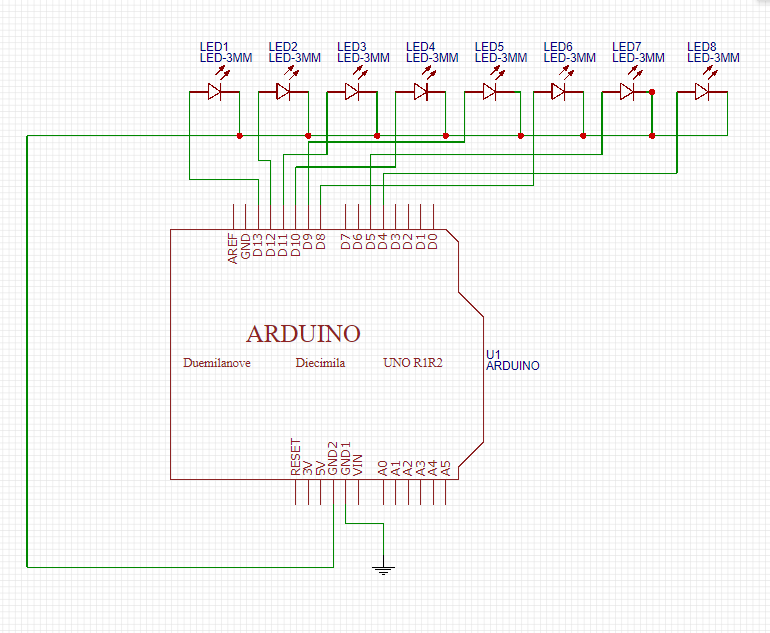 LED1 LED2 LED3 LED4 LED5 LED6 LED7 LED8
LED-3MM LED-3MM LED-3MM LED-3MM LED-3MM LED-3MM LED-3MM LED-3MM
AREF GND D13 D12 D11 D10 D9 D8 D7 D6 D5 D4 D3 D2 D1 D0
ARDUINO
Duemilanove Diecimila UNO R1R2
U1
ARDUINO
RESET 3V 5V GND2 GND1 VIN A0 A1 A2 A3 A4 A5